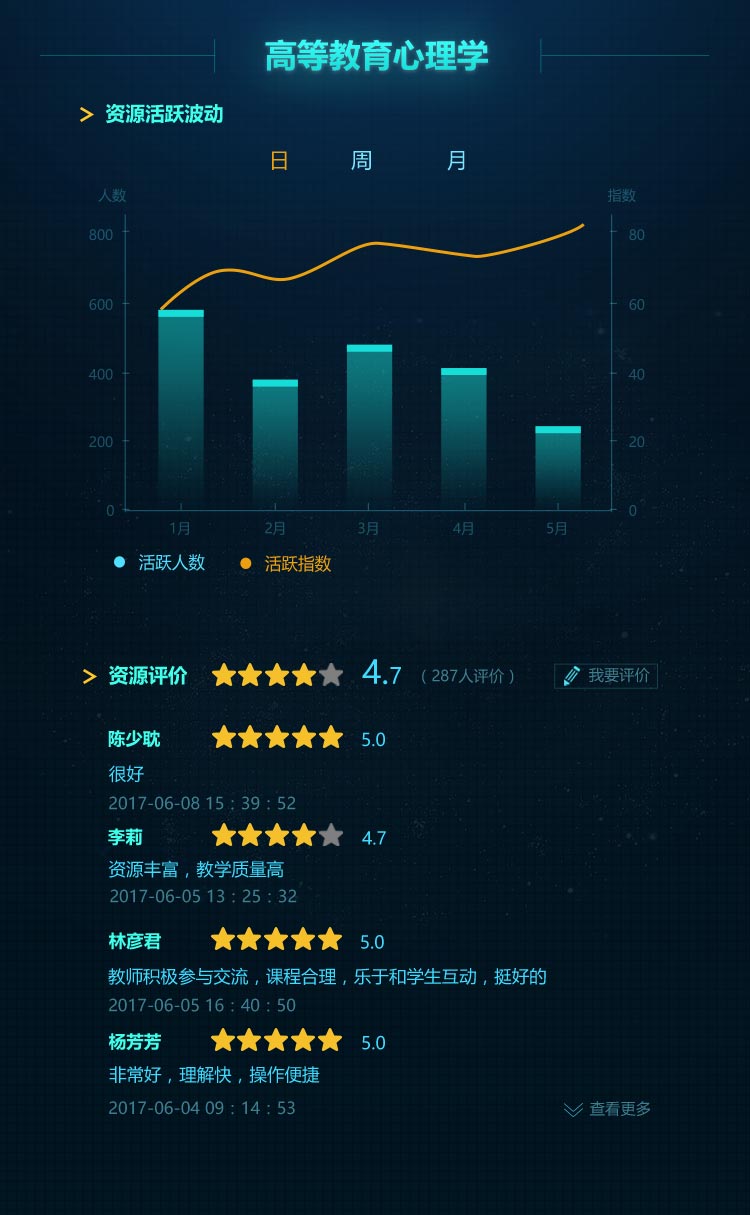 高等教育心理学
资源活跃波动
日 周 月
人数 指数
800 80
600 60
400 40
200 20
0 0
1月 2月 3月 4月 5月
活跃人数 活跃指数
资源评价 4.7 (287人评价) 我要评价
陈少耽 5.0
很好
2017-06-08 15:39:52
李莉 4.7
资源丰富,教学质量高
2017-06-05 13:25:32
林彦君 5.0
教师积极参与交流,课程合理,乐于和学生互动,挺好的
2017-06-05 16:40:50
杨芳芳 5.0
非常好,理解快,操作便捷
2017-06-04 09:14:53 查看更多